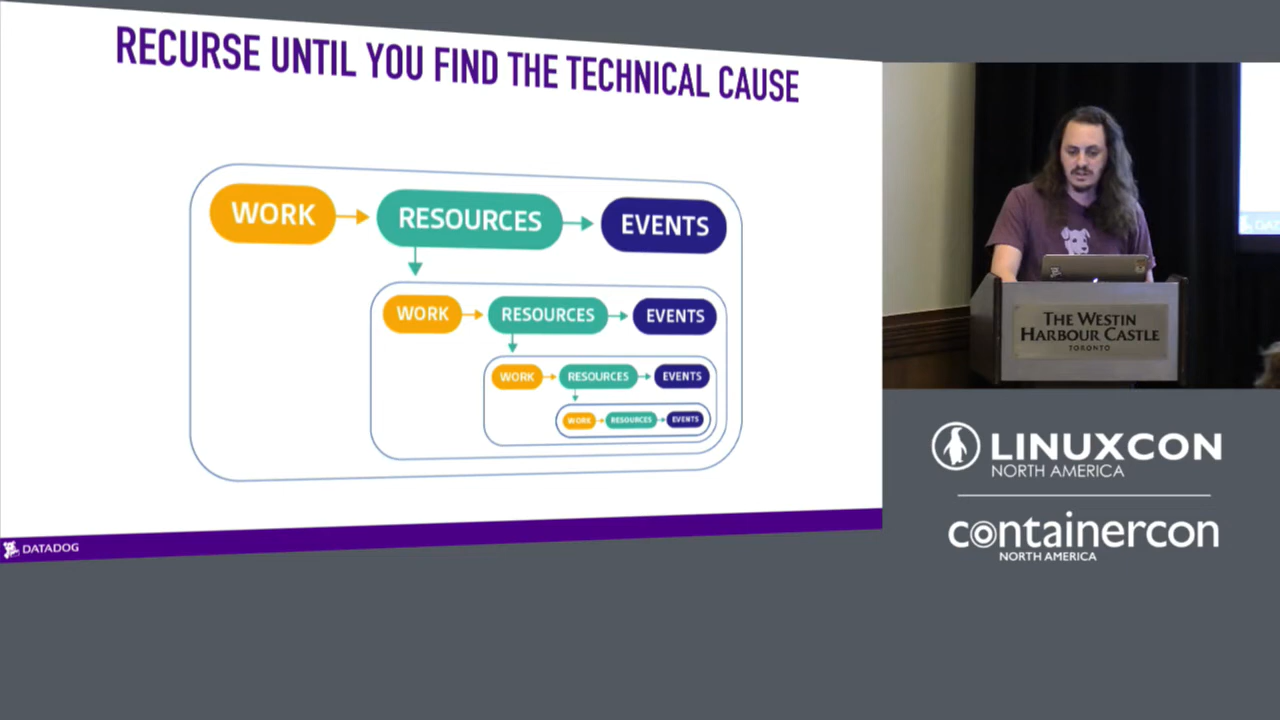 RECURSE UNTIL YOU FIND THE TECHNICAL CAUSE
WORK RESOURCES EVENTS
WORK RESOURCES EVENTS
WORK RESOURCES EVENTS
WORK RESOURCES EVENTS
DATADOG
THE WESTIN
HARBOUR CASTLE
TORONTO
LINUXCON
NORTH AMERICA
containercon
NORTH AMERICA